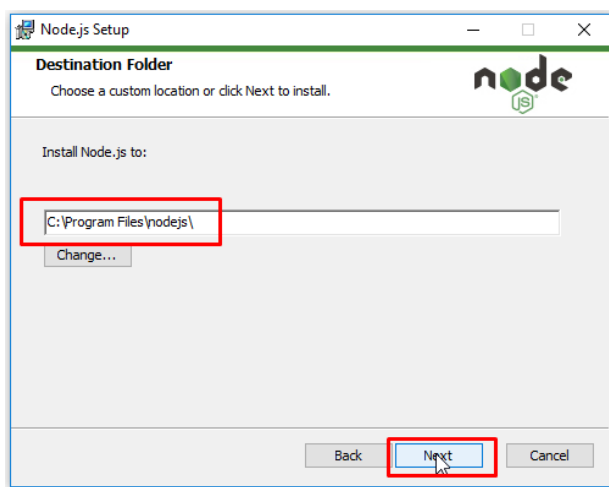 Node.js Setup
Destination Folder
Choose a custom location or click Next to install.
node
JS
Install Node.js to:
C:\Program Files\nodejs\
Change...
Back Next Cancel